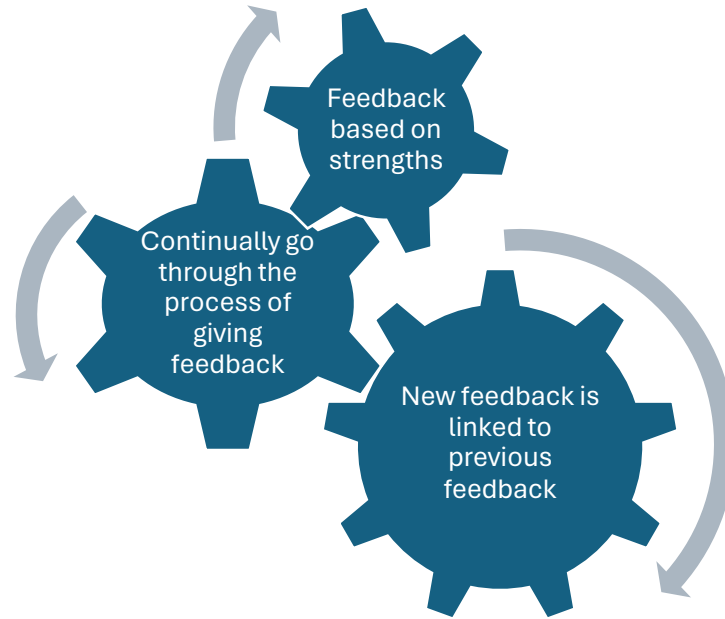 Feedback
based on
strengths
Continually go
through the
process of
giving
feedback
New feedback is
linked to
previous
feedback